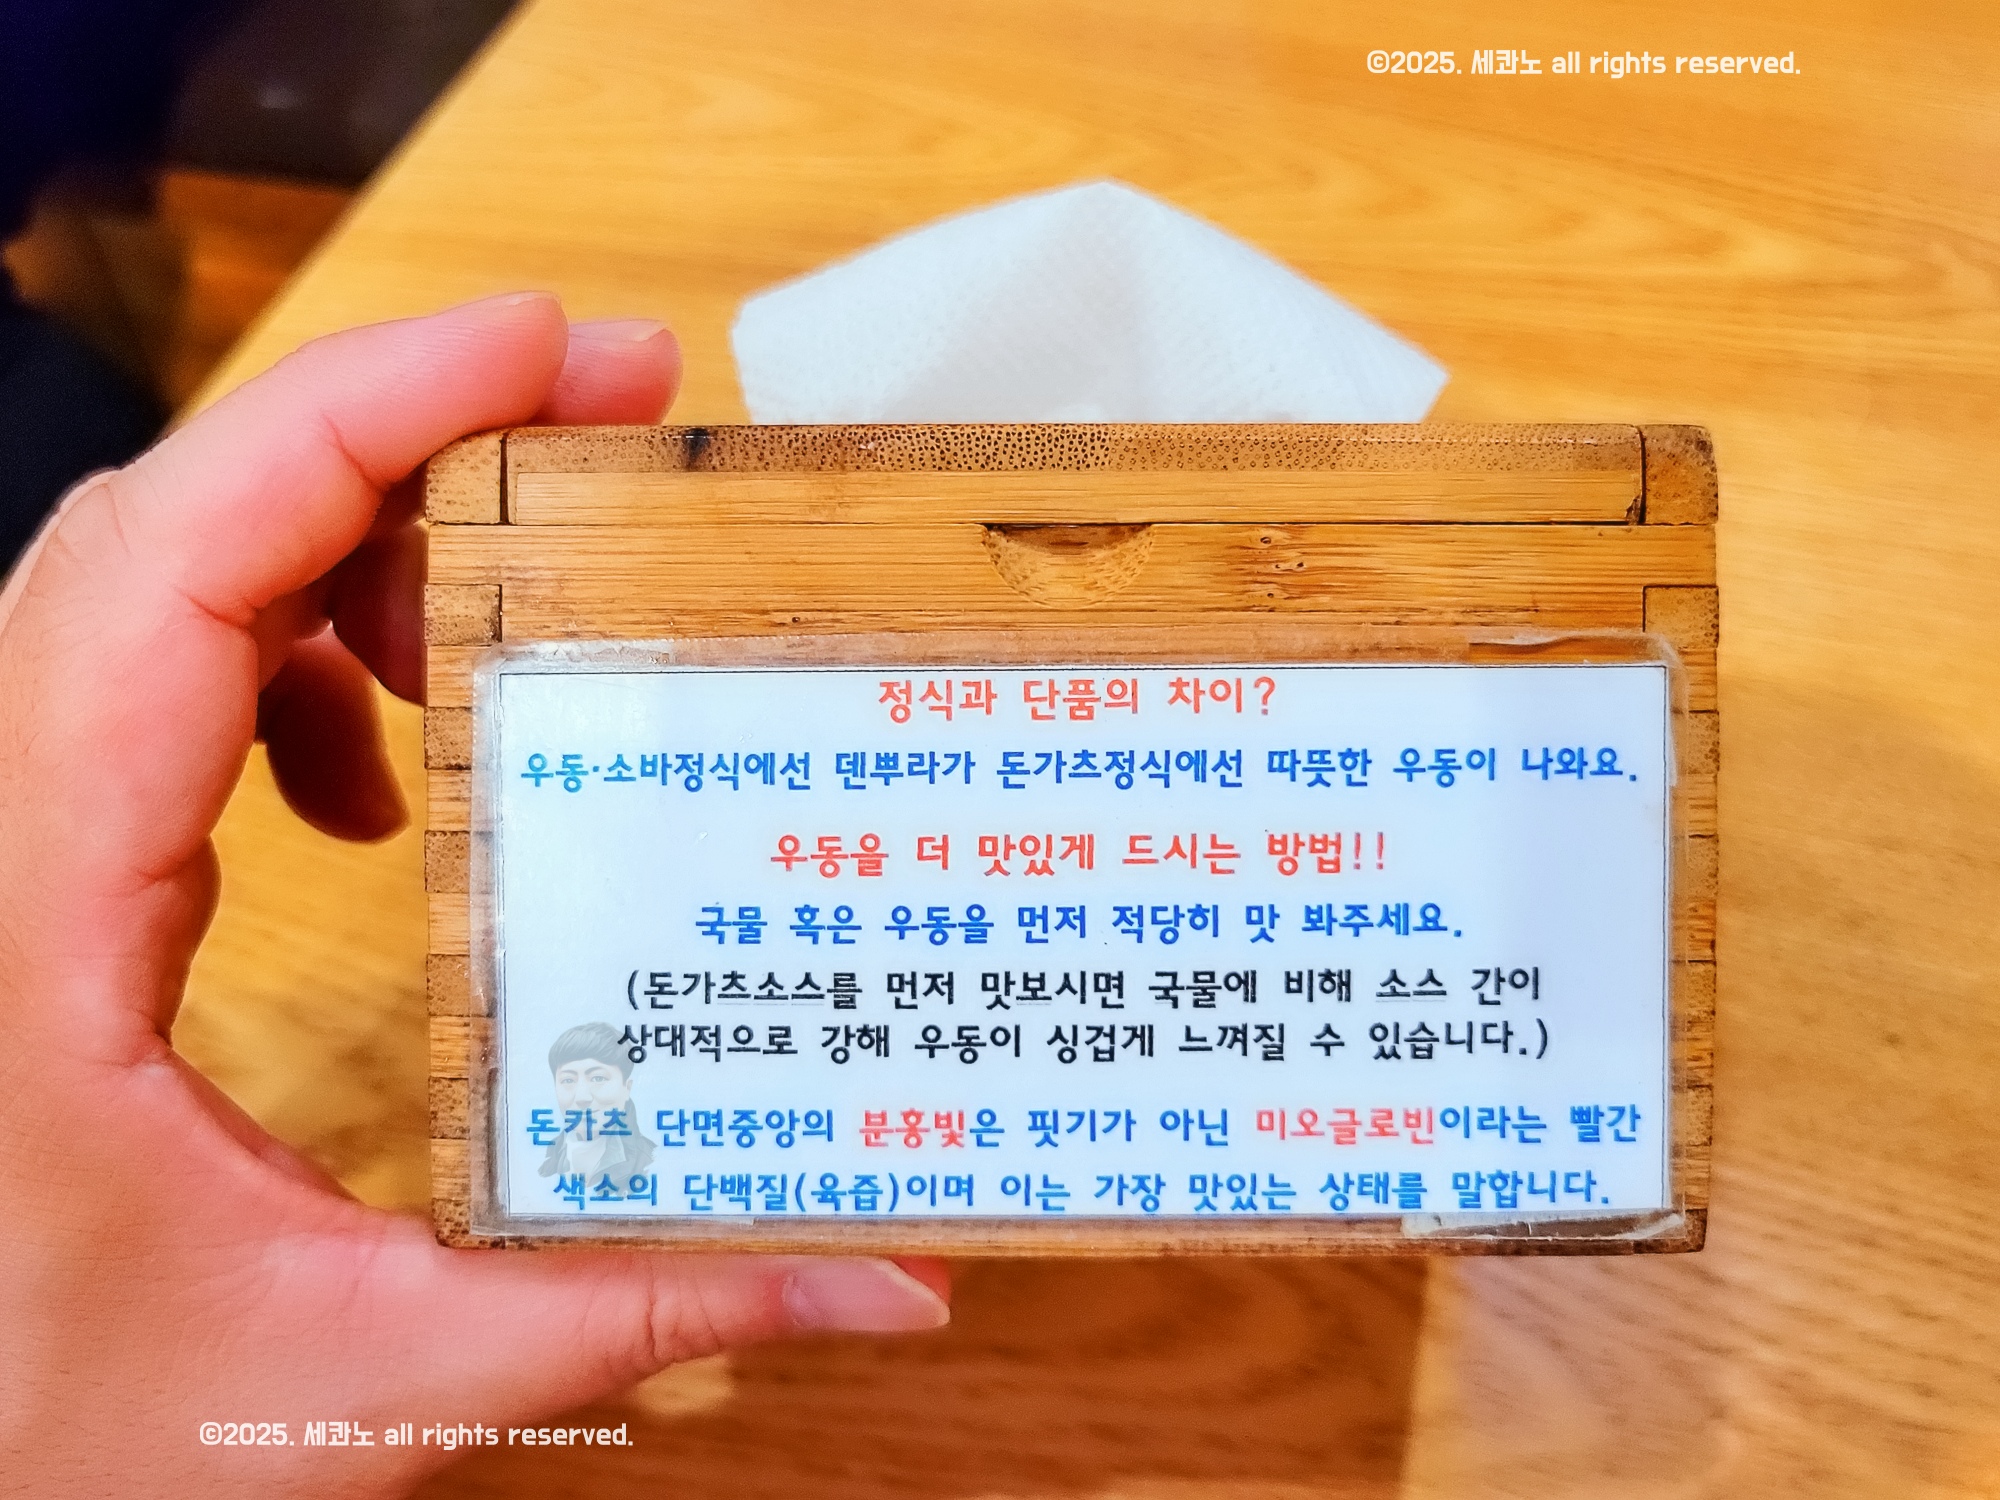 ©2025. 세콰노 all rights reserved.
정식과 단품의 차이?
우동·소바정식에선 덴뿌라가 돈가츠정식에선 따뜻한 우동이 나와요.
우동을 더 맛있게 드시는 방법!!
국물 혹은 우동을 먼저 적당히 맛 봐주세요.
(돈가츠소스를 먼저 맛보시면 국물에 비해 소스 간이
상대적으로 강해 우동이 싱겁게 느껴질 수 있습니다.)
돈카츠 단면중앙의 분홍빛은 핏기가 아닌 미오글로빈이라는 빨간
색소의 단백질(육즙)이며 이는 가장 맛있는 상태를 말합니다.
©2025. 세콰노 all rights reserved.